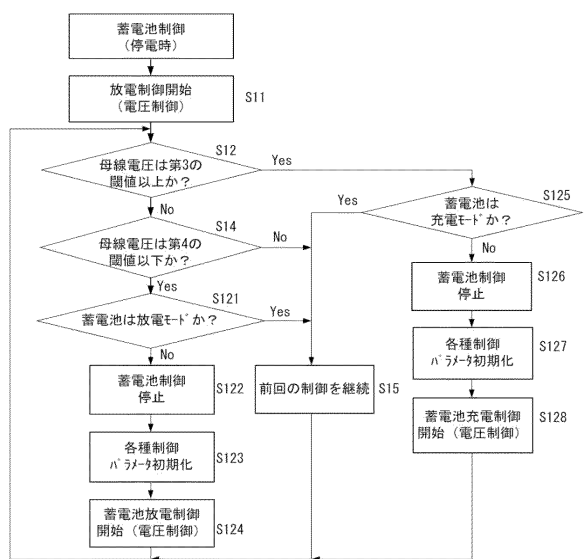 蓄電池制御
(停電時)
放電制御開始
(電圧制御)
S11
S12
母線電圧は第3の
閾値以上か?
Yes
No
S14
母線電圧は第4の
閾値以下か?
No
Yes
S121
蓄電池は放電モードか?
Yes
No
蓄電池制御
停止
S122
各種制御
パラメータ初期化
S123
蓄電池放電制御
開始(電圧制御)
S124
前回の制御を継続
S15
Yes
蓄電池は
充電モードか?
S125
No
蓄電池制御
停止
S126
各種制御
パラメータ初期化
S127
蓄電池充電制御
開始(電圧制御)
S128